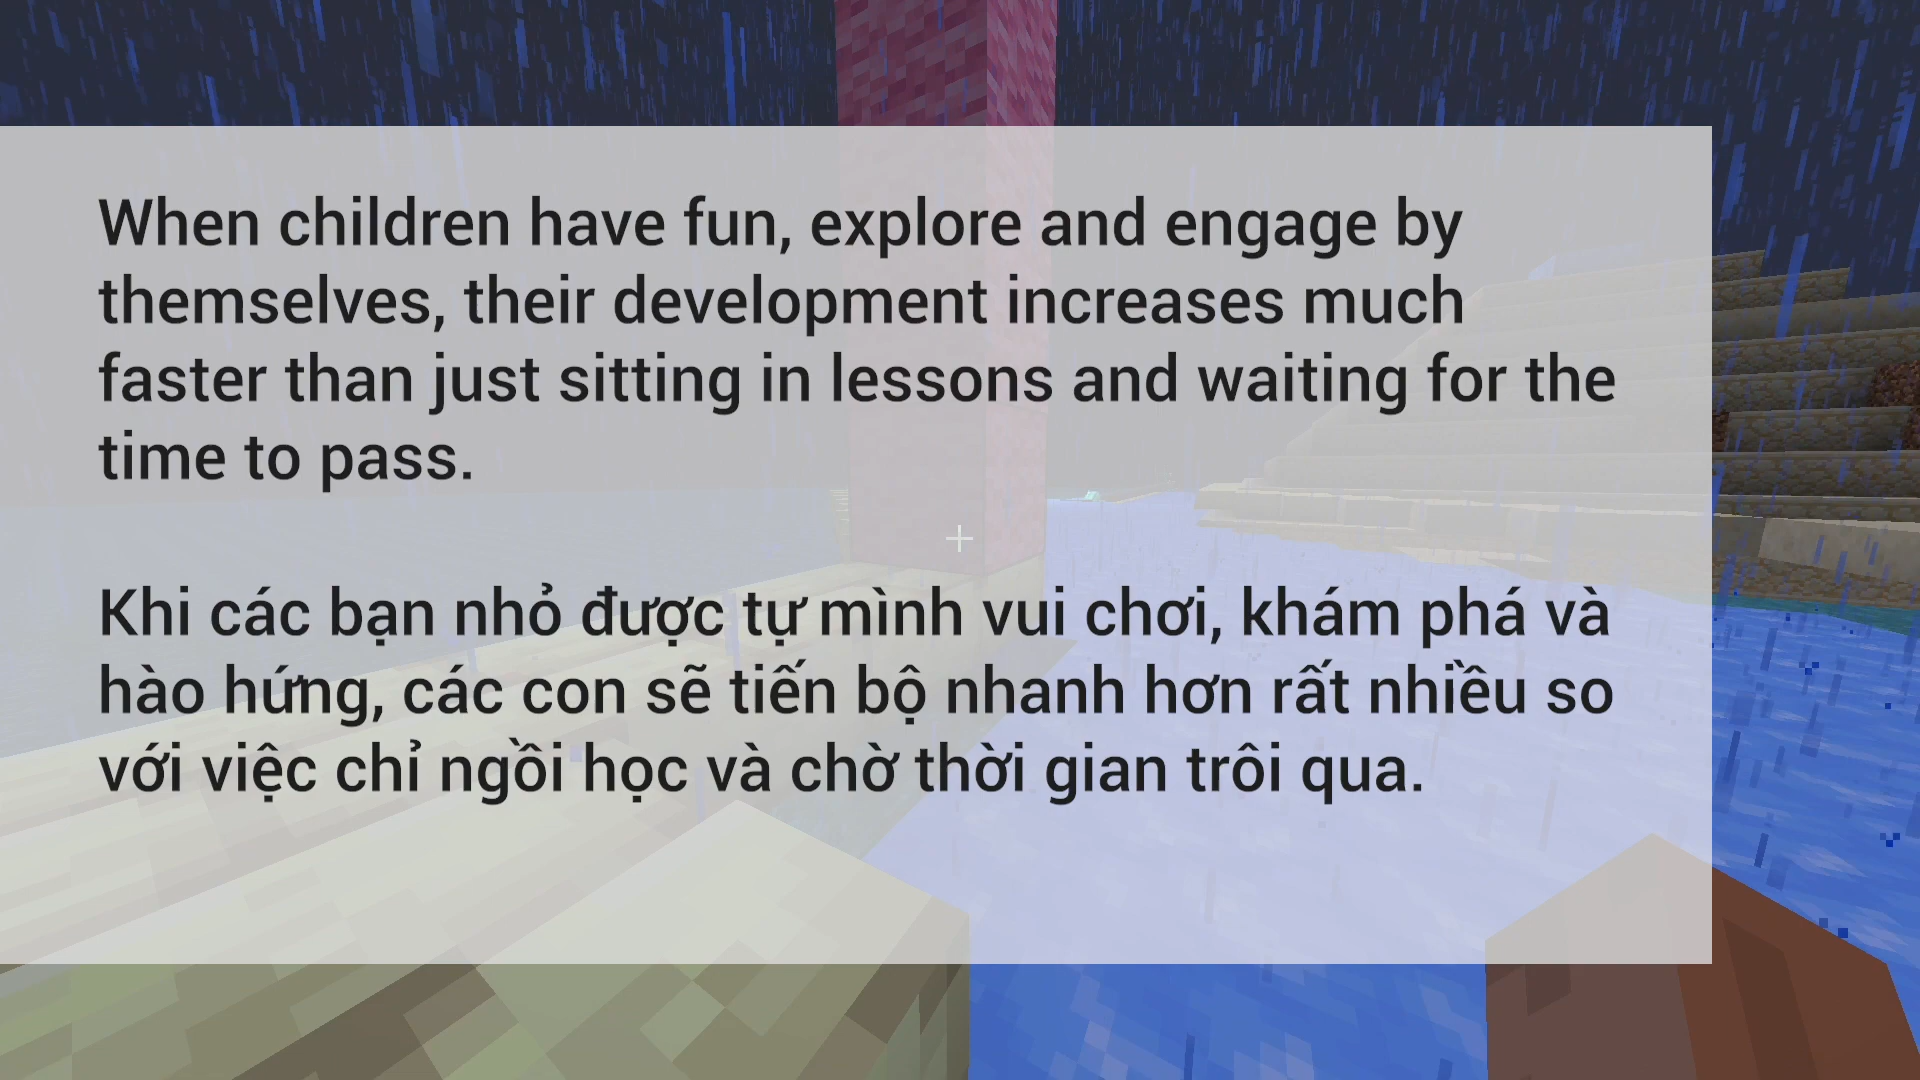 When children have fun, explore and engage by
themselves, their development increases much
faster than just sitting in lessons and waiting for the
time to pass.
Khi các bạn nhỏ được tự mình vui chơi, khám phá và
hào hứng, các con sẽ tiến bộ nhanh hơn rất nhiều so
với việc chỉ ngồi học và chờ thời gian trôi qua.